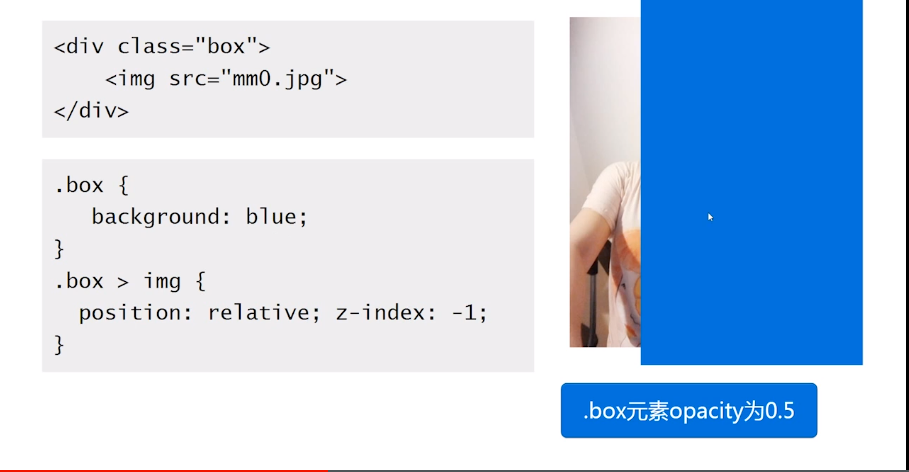 <div class="box">
    <img src="mm0.jpg">
</div>
.box {
   background: blue;
}
.box > img {
  position: relative; z-index: -1;
}
.box元素opacity为0.5